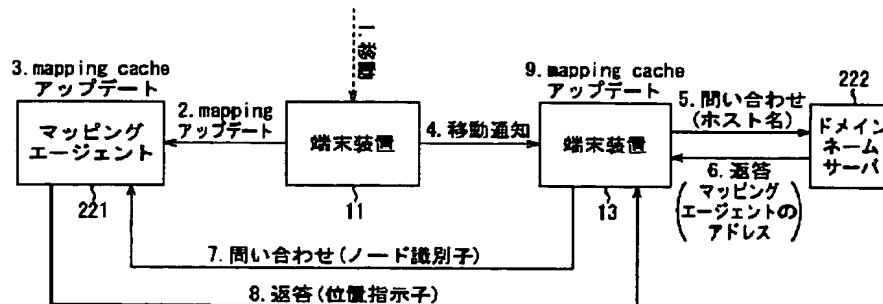 1. 移動
3. mapping cache
アップデート
マッピング
エージェント
221
2. mapping
アップデート
端末装置
11
4. 移動通知
9. mapping cache
アップデート
端末装置
13
5. 問い合わせ
(ホスト名)
6. 返答
(マッピング
エージェントの
アドレス)
222
ドメイン
ネーム
サーバ
7. 問い合わせ(ノード識別子)
8. 返答(位置指示子)